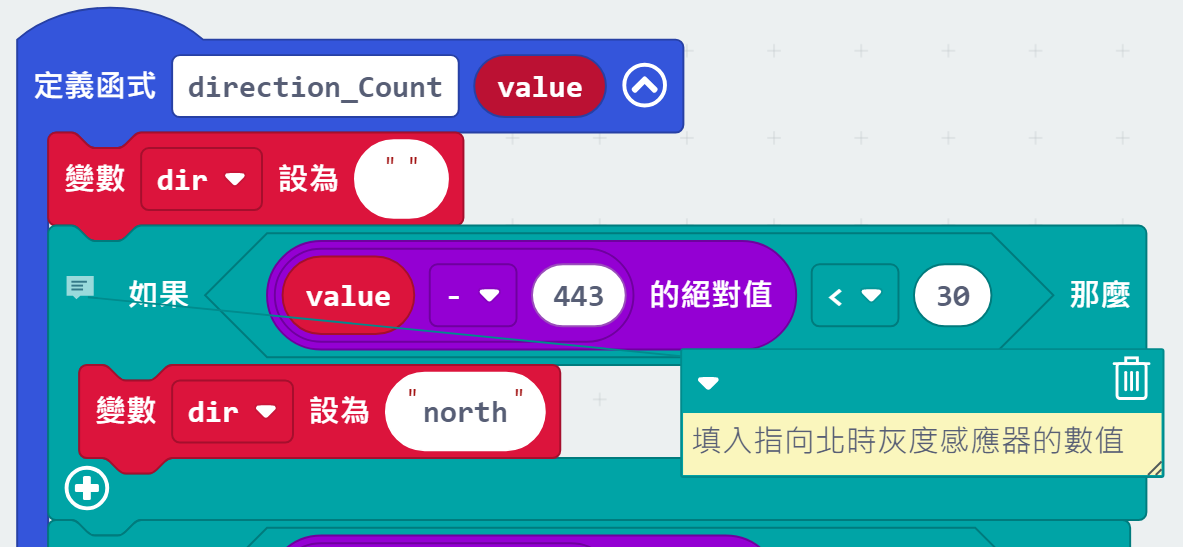 定義函式 direction_Count value
變數 dir 設為 " "
如果 value - 443 的絕對值 < 30 那麼
變數 dir 設為 "north"
填入指向北時灰度感應器的數值